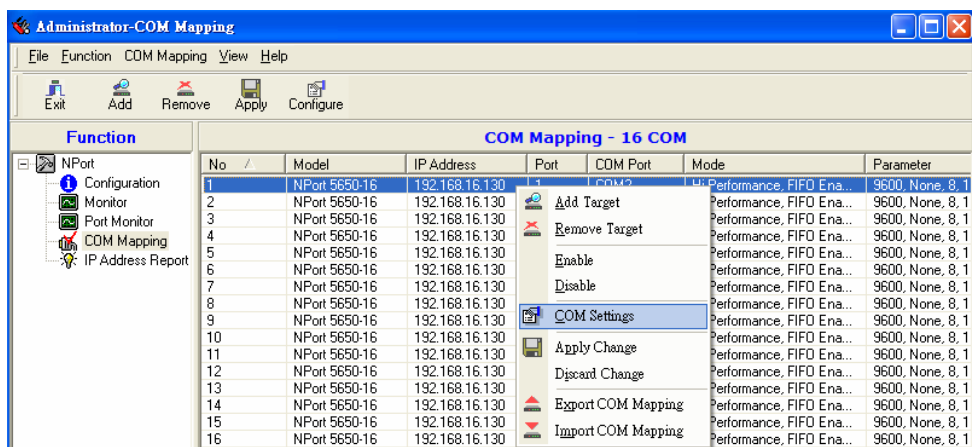 Administrator-COM Mapping
File Function COM Mapping View Help
Exit Add Remove Apply Configure
Function
COM Mapping - 16 COM
NPort
Configuration
Monitor
Port Monitor
COM Mapping
IP Address Report
No Model IP Address Port COM Port Mode Parameter
1 NPort 5650-16 192.168.16.130 1 COM2 Hi Performance, FIFO Ena... 9600, None, 8, 1
2 NPort 5650-16 192.168.16.130 Performance, FIFO Ena... 9600, None, 8, 1
3 NPort 5650-16 192.168.16.130 Performance, FIFO Ena... 9600, None, 8, 1
4 NPort 5650-16 192.168.16.130 Performance, FIFO Ena... 9600, None, 8, 1
5 NPort 5650-16 192.168.16.130 Performance, FIFO Ena... 9600, None, 8, 1
6 NPort 5650-16 192.168.16.130 Performance, FIFO Ena... 9600, None, 8, 1
7 NPort 5650-16 192.168.16.130 Performance, FIFO Ena... 9600, None, 8, 1
8 NPort 5650-16 192.168.16.130 Performance, FIFO Ena... 9600, None, 8, 1
9 NPort 5650-16 192.168.16.130 Performance, FIFO Ena... 9600, None, 8, 1
10 NPort 5650-16 192.168.16.130 Performance, FIFO Ena... 9600, None, 8, 1
11 NPort 5650-16 192.168.16.130 Performance, FIFO Ena... 9600, None, 8, 1
12 NPort 5650-16 192.168.16.130 Performance, FIFO Ena... 9600, None, 8, 1
13 NPort 5650-16 192.168.16.130 Performance, FIFO Ena... 9600, None, 8, 1
14 NPort 5650-16 192.168.16.130 Performance, FIFO Ena... 9600, None, 8, 1
15 NPort 5650-16 192.168.16.130 Performance, FIFO Ena... 9600, None, 8, 1
16 NPort 5650-16 192.168.16.130 Performance, FIFO Ena... 9600, None, 8, 1
Add Target
Remove Target
Enable
Disable
COM Settings
Apply Change
Discard Change
Export COM Mapping
Import COM Mapping